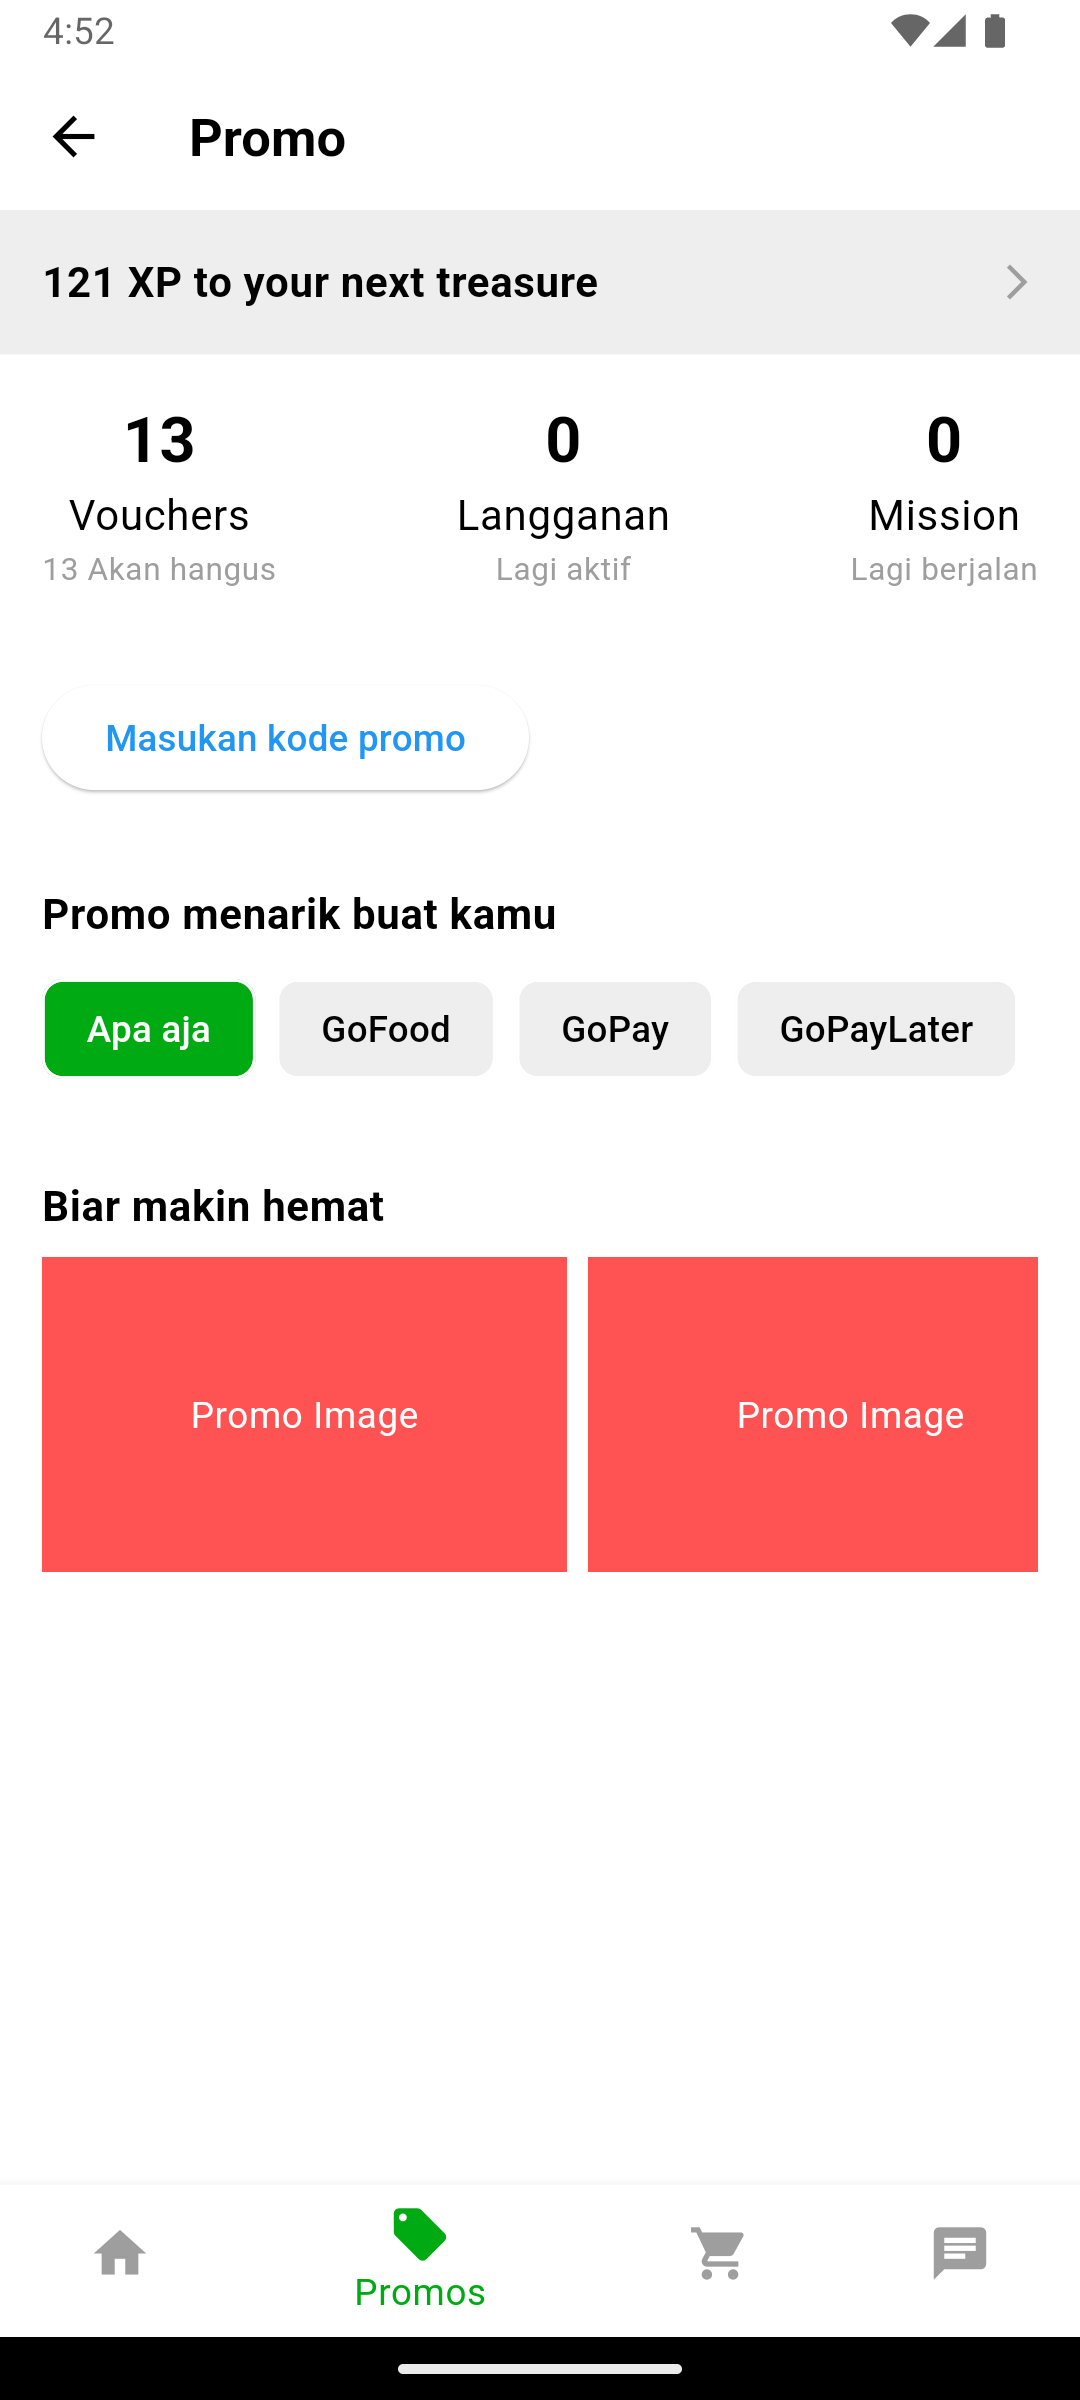 4:52
Promo
121 XP to your next treasure
13 0 0
Vouchers Langganan Mission
13 Akan hangus Lagi aktif Lagi berjalan
Masukan kode promo
Promo menarik buat kamu
Apa aja GoFood GoPay GoPayLater
Biar makin hemat
Promo Image Promo Image
Promos